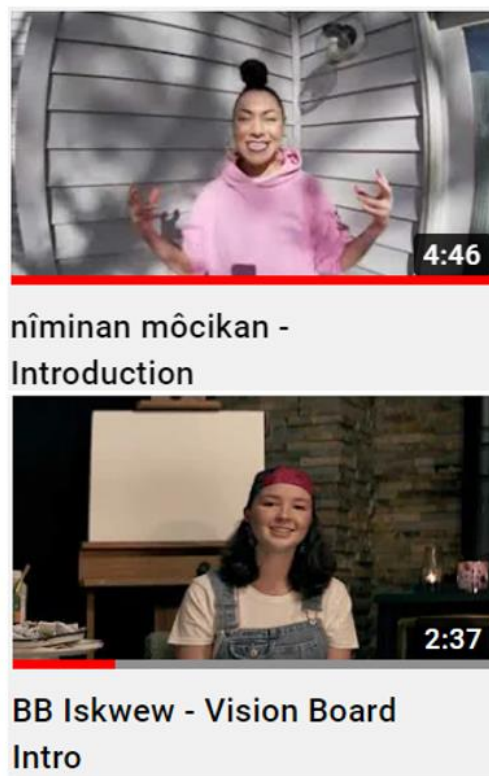 4:46
nîminan môcikan -
Introduction
2:37
BB Iskwew - Vision Board
Intro